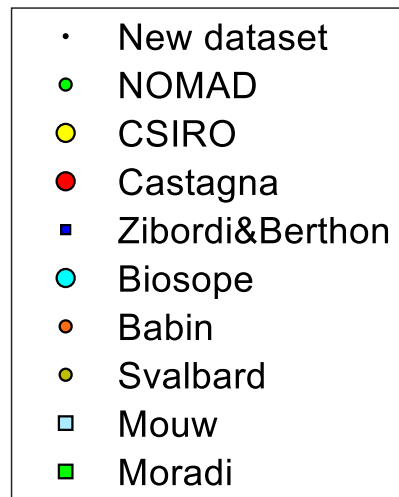 New dataset
NOMAD
CSIRO
Castagna
Zibordi&Berthon
Biosope
Babin
Svalbard
Mouw
Moradi